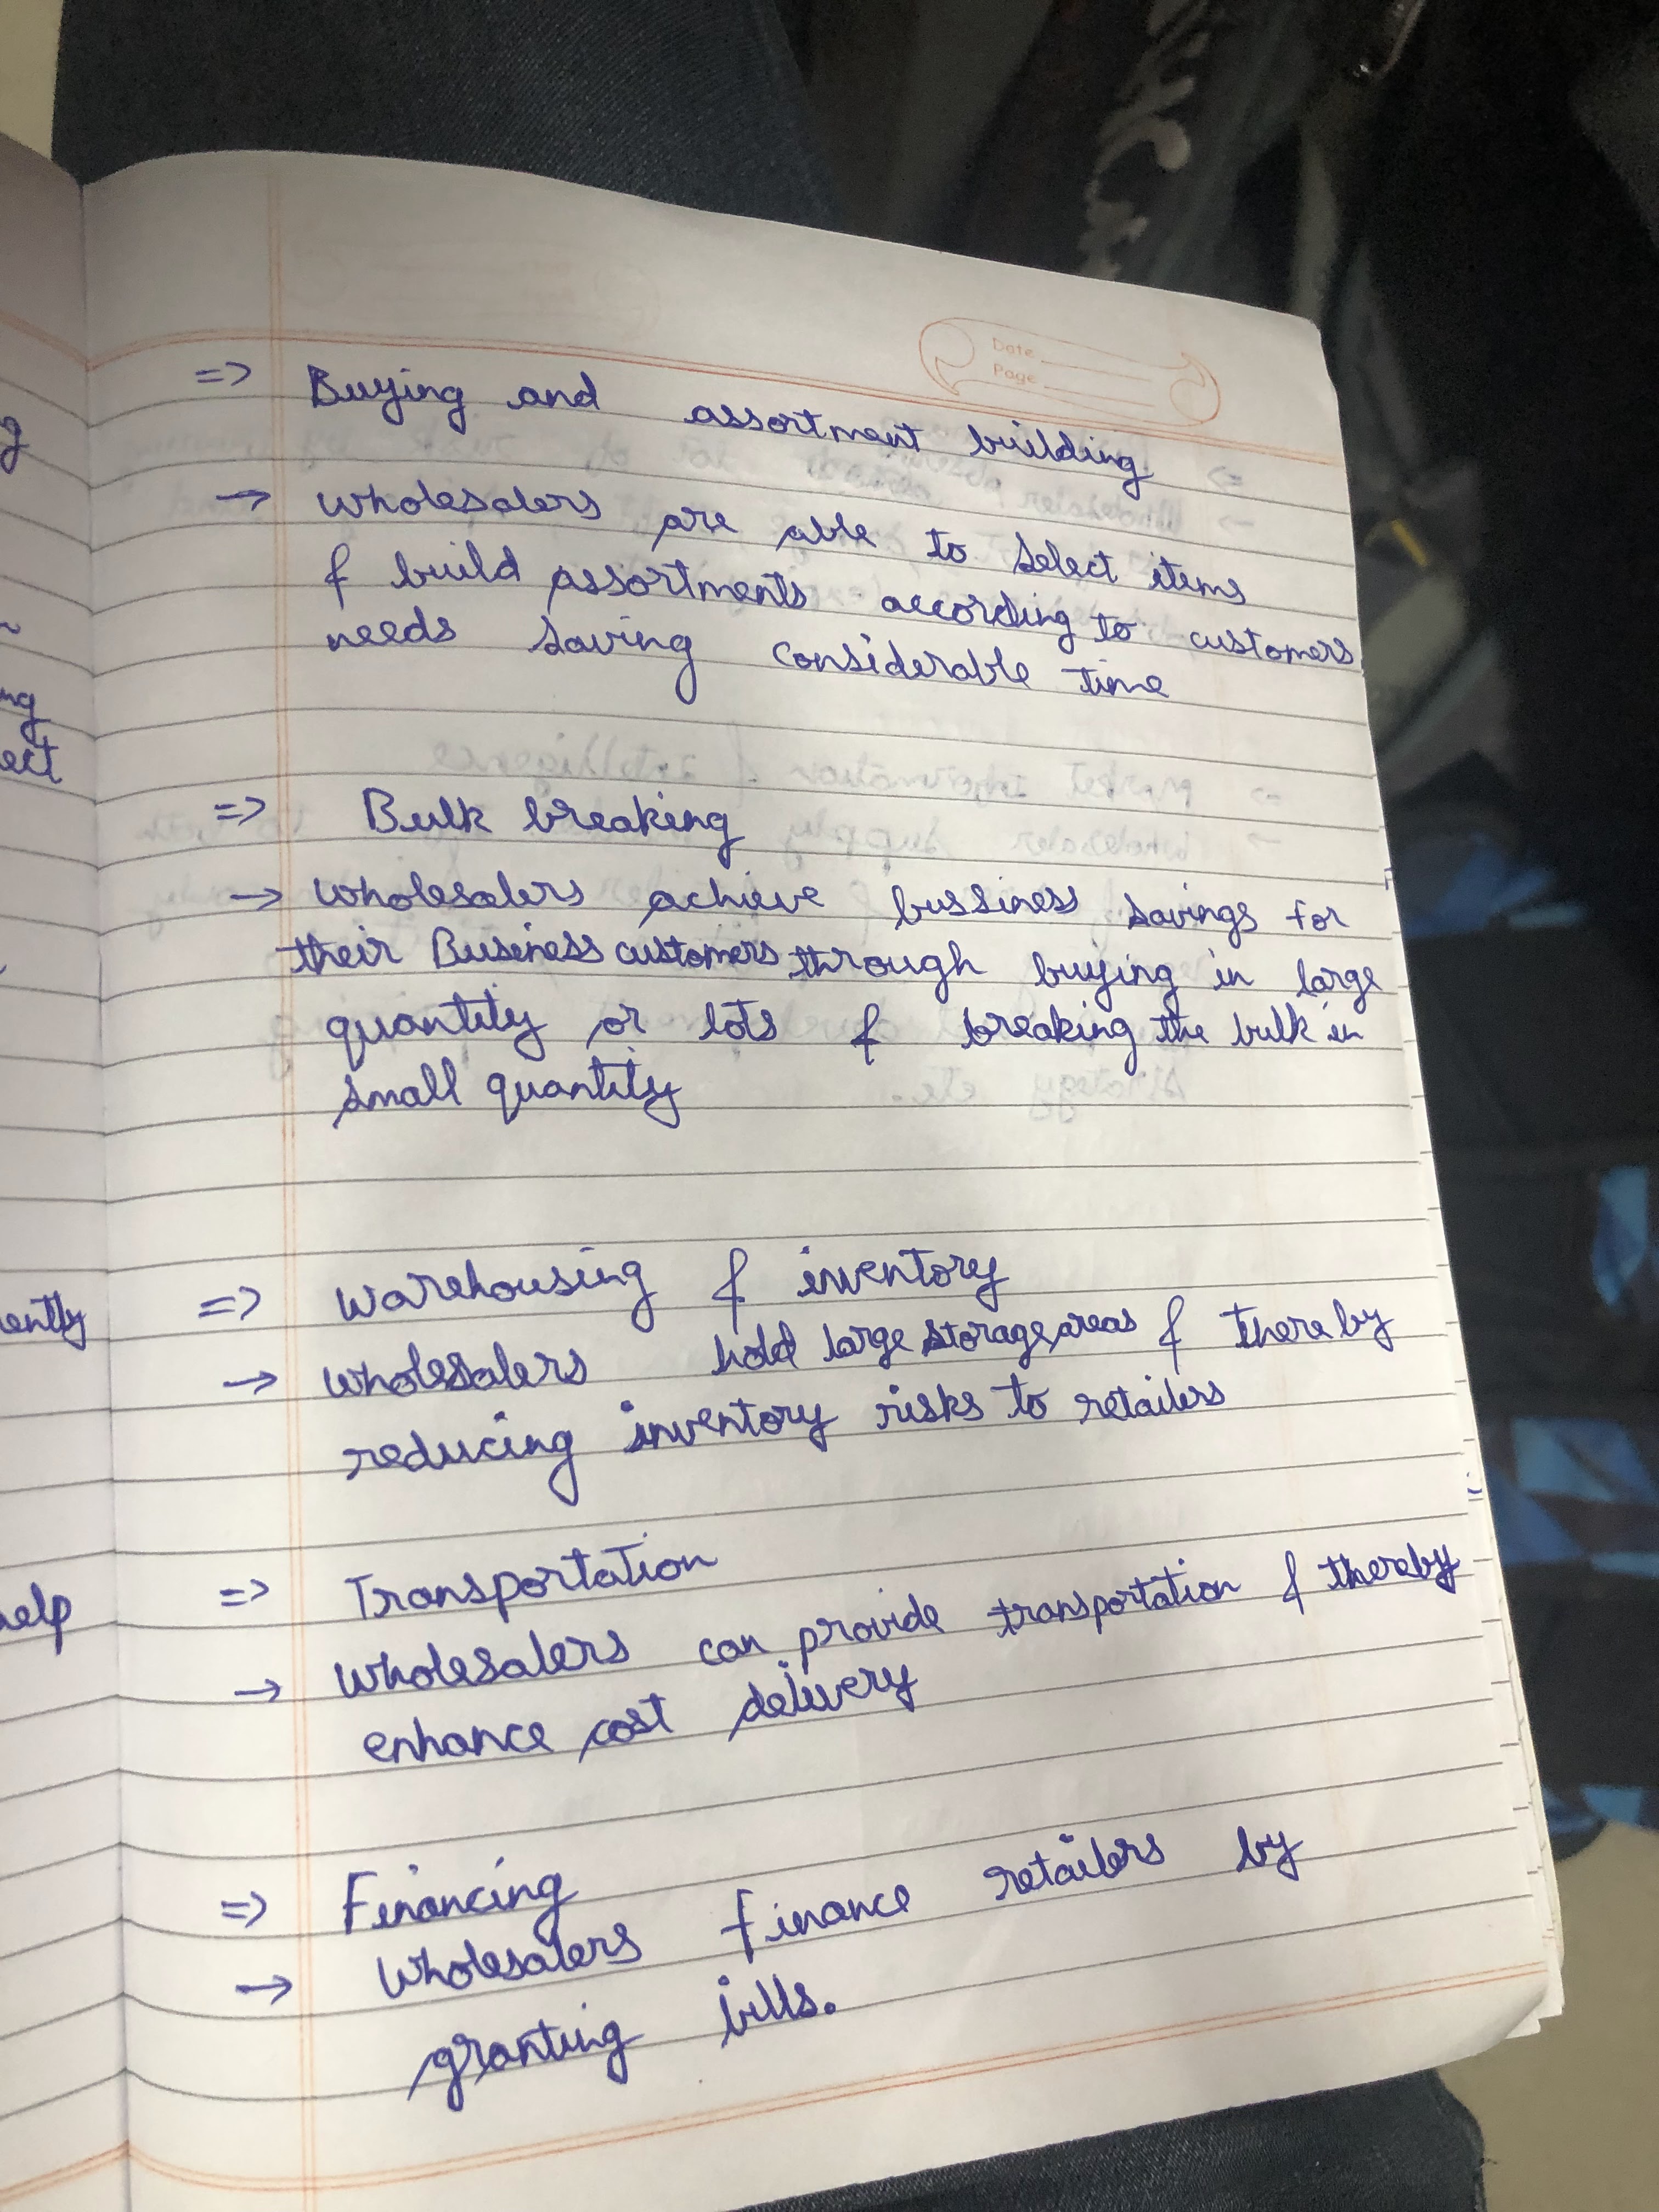 Date
Page
=> Buying and assortment building
→ wholesalers are able to select items
& build assortments according to customers
needs saving considerable time
=> Bulk breaking
→ wholesalers achieve bussiness savings for
their Business customers through buying in large
quantity or lots & breaking the bulk in
small quantity
=> Warehousing & inventory
→ wholesalers hold large storage areas & thereby
reducing inventory risks to retailers
=> Transportation
→ wholesalers can provide transportation & thereby
enhance cost delivery
=> Financing
→ Wholesalers finance retailers by
granting bills.